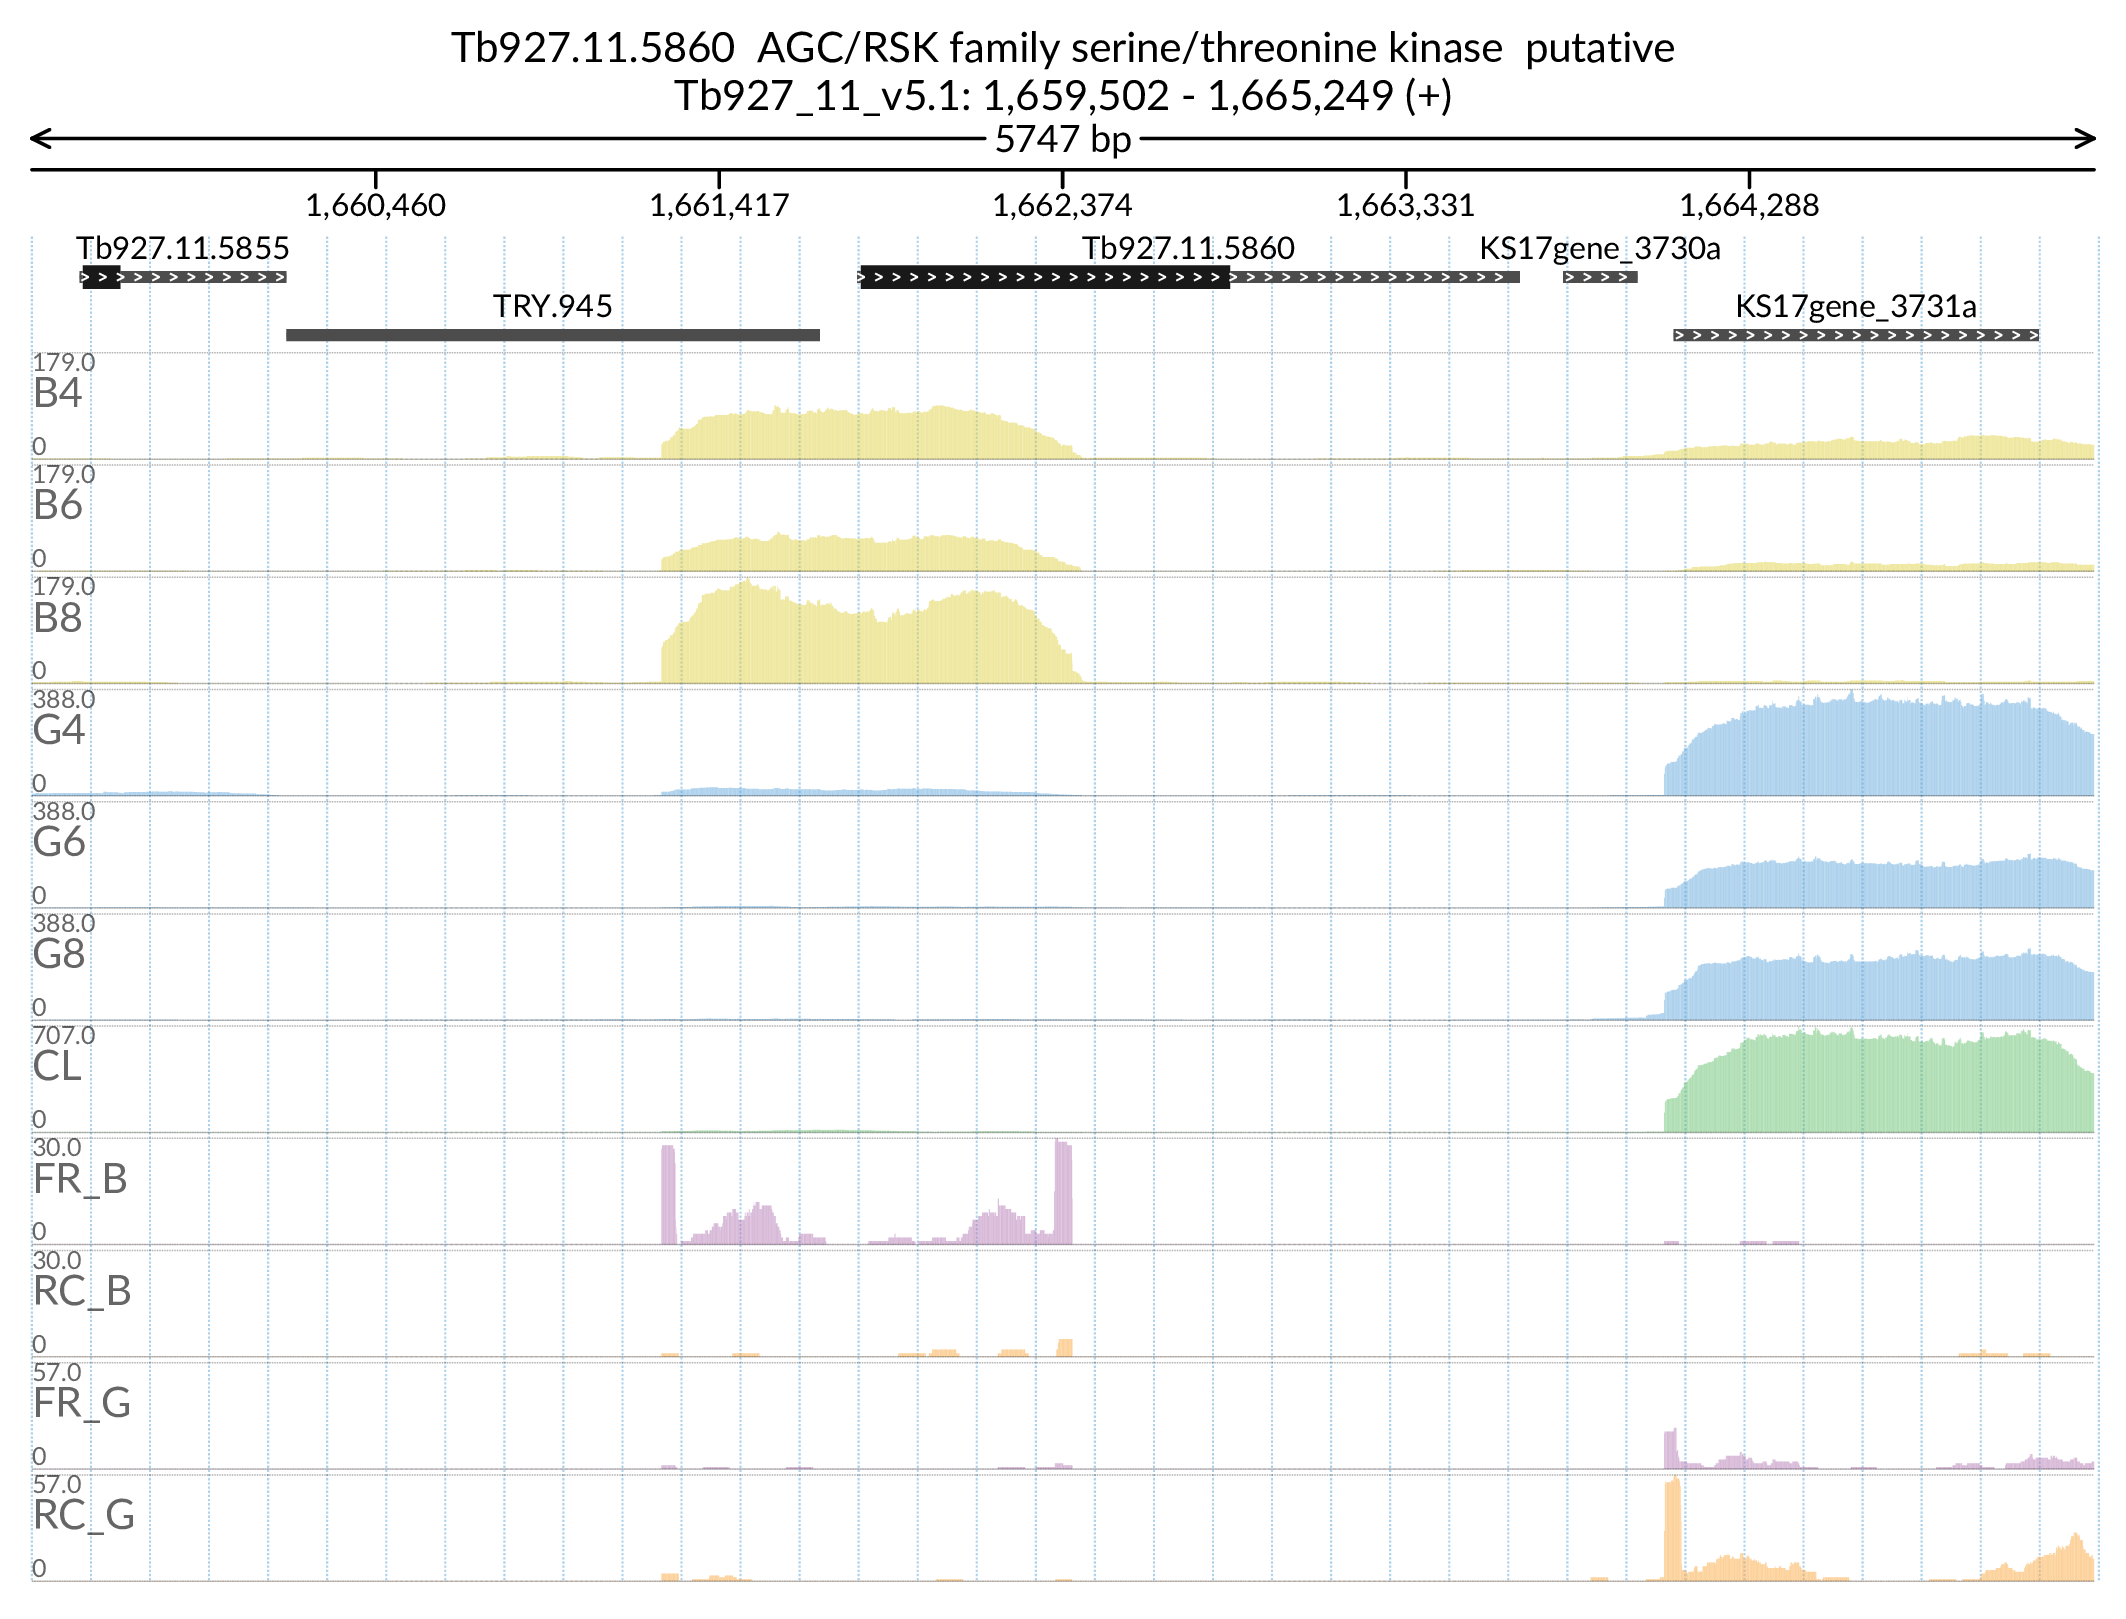 Tb927.11.5860  AGC/RSK family serine/threonine kinase  putative
Tb927_11_v5.1: 1,659,502 - 1,665,249 (+)
5747 bp
1,660,460 1,661,417 1,662,374 1,663,331 1,664,288
Tb927.11.5855 Tb927.11.5860 KS17gene_3730a
TRY.945 KS17gene_3731a
179.0
B4
0
179.0
B6
0
179.0
B8
0
388.0
G4
0
388.0
G6
0
388.0
G8
0
707.0
CL
0
30.0
FR_B
0
30.0
RC_B
0
57.0
FR_G
0
57.0
RC_G
0